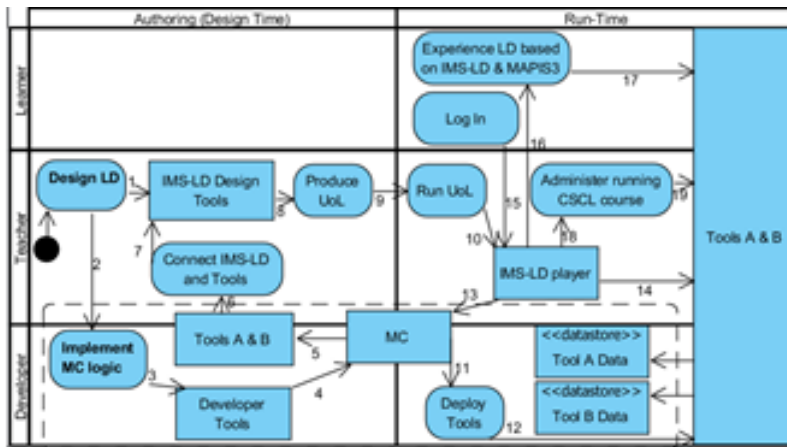 Authoring (Design Time)
Run-Time
Learner
Experience LD based
on IMS-LD & MAPIS3
17
Log In
16
Teacher
Design LD
1
IMS-LD Design
Tools
8
Produce
UoL
9
Run UoL
15
Administer running
CSCL course
19
Tools A & B
2
7
Connect IMS-LD
and Tools
10
18
IMS-LD player
14
6
13
Developer
Implement
MC logic
Tools A & B
5
MC
<<datastore>>
Tool A Data
3
4
11
Developer
Tools
Deploy
Tools
<<datastore>>
Tool B Data
12